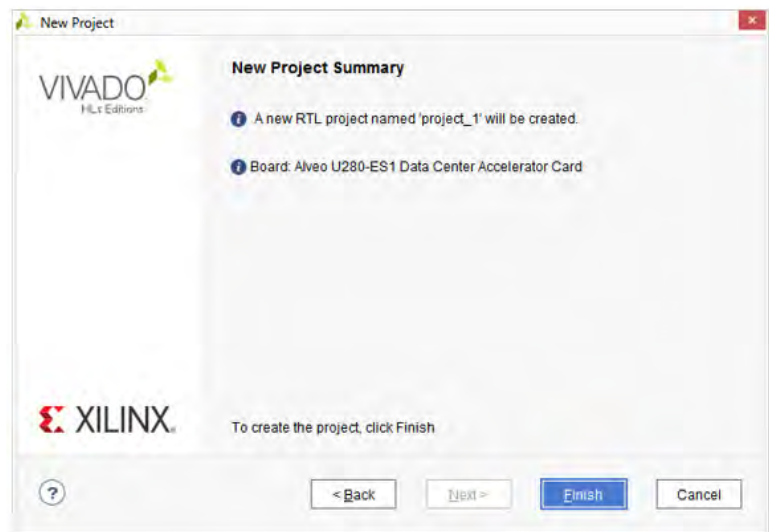 New Project
VIVADO
HLx Editions
New Project Summary
A new RTL project named 'project_1' will be created.
Board: Alveo U280-ES1 Data Center Accelerator Card
XILINX.
To create the project, click Finish
?
< Back
Next >
Finish
Cancel